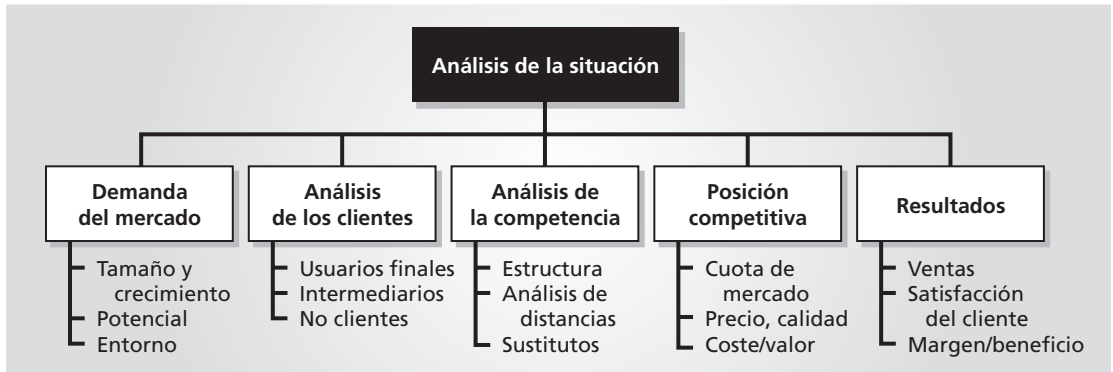 Análisis de la situación
Demanda
del mercado
Tamaño y
crecimiento
Potencial
Entorno
Análisis
de los clientes
Usuarios finales
Intermediarios
No clientes
Análisis de
la competencia
Estructura
Análisis de
distancias
Sustitutos
Posición
competitiva
Cuota de
mercado
Precio, calidad
Coste/valor
Resultados
Ventas
Satisfacción
del cliente
Margen/beneficio